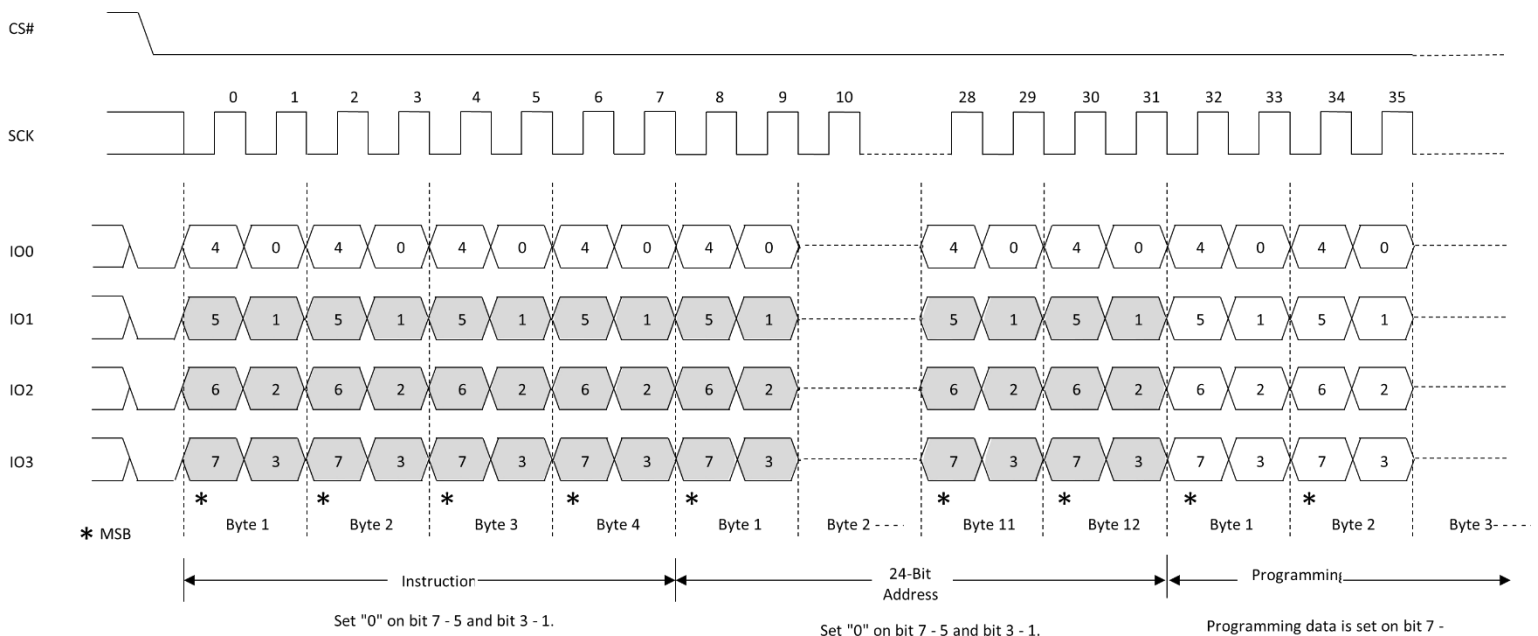 CS#
0 1 2 3 4 5 6 7 8 9 10 28 29 30 31 32 33 34 35
SCK
IO0 4 0 4 0 4 0 4 0 4 0 4 0 4 0 4 0 4 0
IO1 5 1 5 1 5 1 5 1 5 1 5 1 5 1 5 1 5 1
IO2 6 2 6 2 6 2 6 2 6 2 6 2 6 2 6 2 6 2
IO3 7 3 7 3 7 3 7 3 7 3 7 3 7 3 7 3 7 3
* * * * * * * * *
* MSB Byte 1 Byte 2 Byte 3 Byte 4 Byte 1 Byte 2 Byte 11 Byte 12 Byte 1 Byte 2 Byte 3
Instruction 24-Bit Programming
Address
Set "0" on bit 7 - 5 and bit 3 - 1. Set "0" on bit 7 - 5 and bit 3 - 1. Programming data is set on bit 7 -